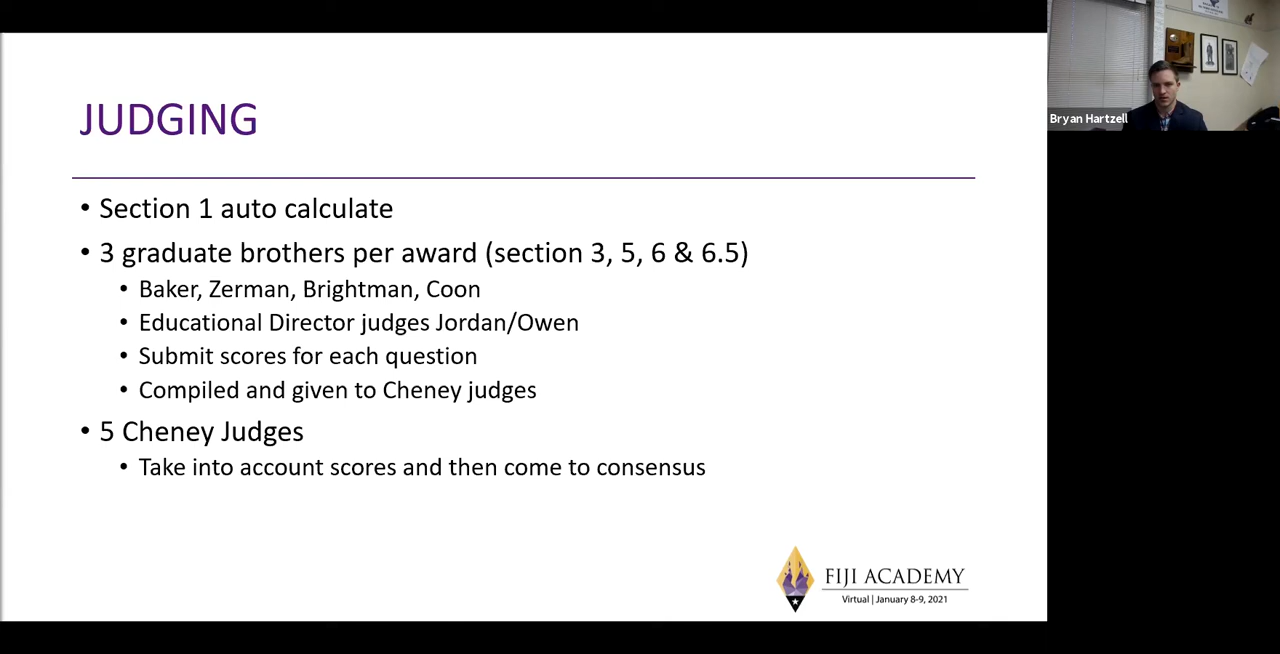 JUDGING
• Section 1 auto calculate
• 3 graduate brothers per award (section 3, 5, 6 & 6.5)
• Baker, Zerman, Brightman, Coon
• Educational Director judges Jordan/Owen
• Submit scores for each question
• Compiled and given to Cheney judges
• 5 Cheney Judges
• Take into account scores and then come to consensus
FIJI ACADEMY
Virtual | January 8-9, 2021
Bryan Hartzell